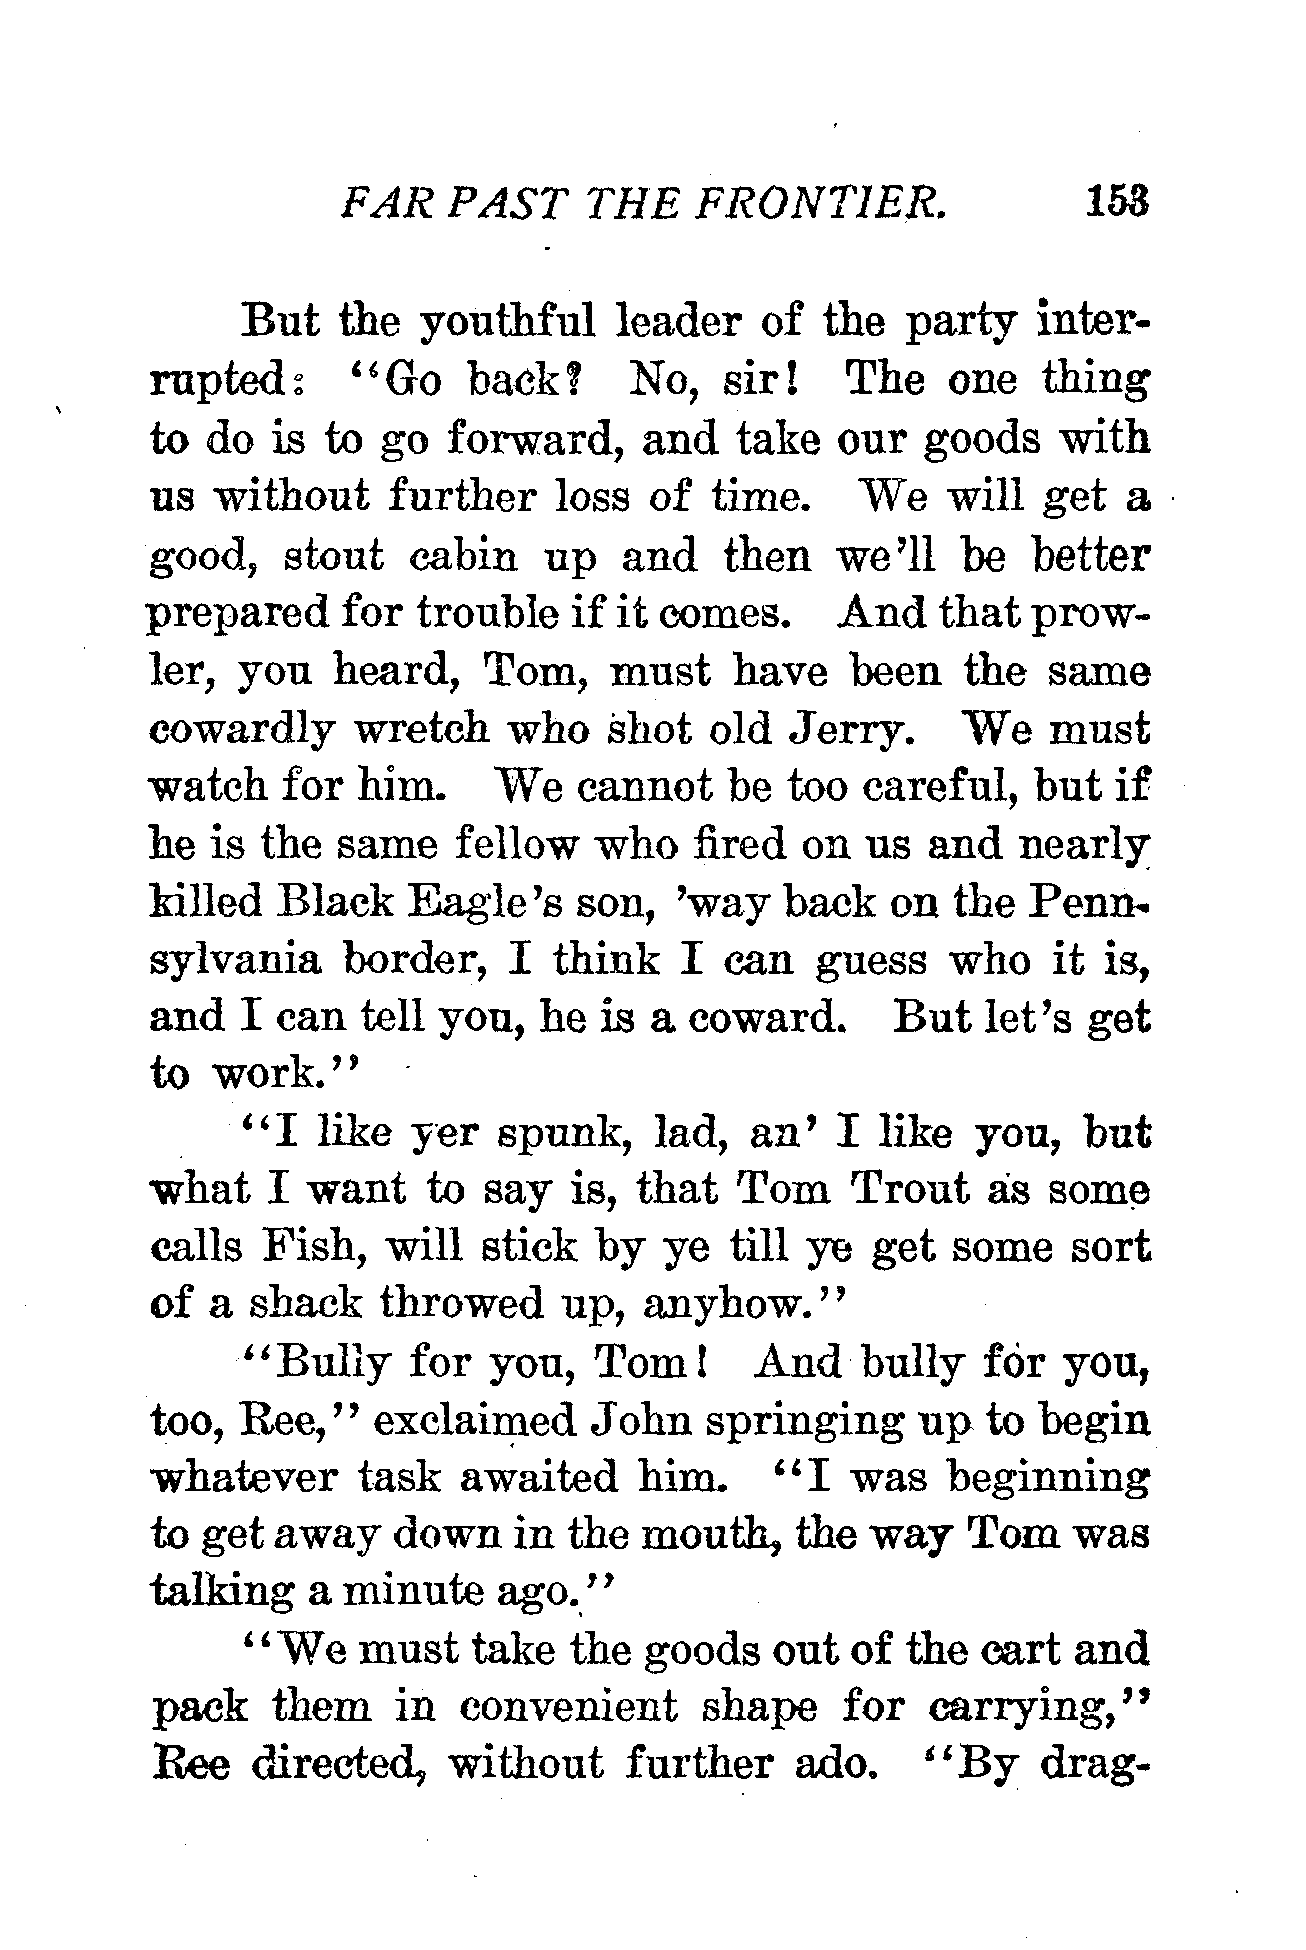 FAR PAST THE FRONTIER. 153
But the youthful leader of the party inter-
rupted: "Go back? No, sir! The one thing
to do is to go forward, and take our goods with
us without further loss of time. We will get a
good, stout cabin up and then we'll be better
prepared for trouble if it comes. And that prow-
ler, you heard, Tom, must have been the same
cowardly wretch who shot old Jerry. We must
watch for him. We cannot be too careful, but if
he is the same fellow who fired on us and nearly
killed Black Eagle's son, 'way back on the Penn-
sylvania border, I think I can guess who it is,
and I can tell you, he is a coward. But let's get
to work."
"I like yer spunk, lad, an' I like you, but
what I want to say is, that Tom Trout as some
calls Fish, will stick by ye till ye get some sort
of a shack throwed up, anyhow."
"Bully for you, Tom! And bully for you,
too, Ree," exclaimed John springing up to begin
whatever task awaited him. "I was beginning
to get away down in the mouth, the way Tom was
talking a minute ago."
"We must take the goods out of the cart and
pack them in convenient shape for carrying,"
Ree directed, without further ado. "By drag-